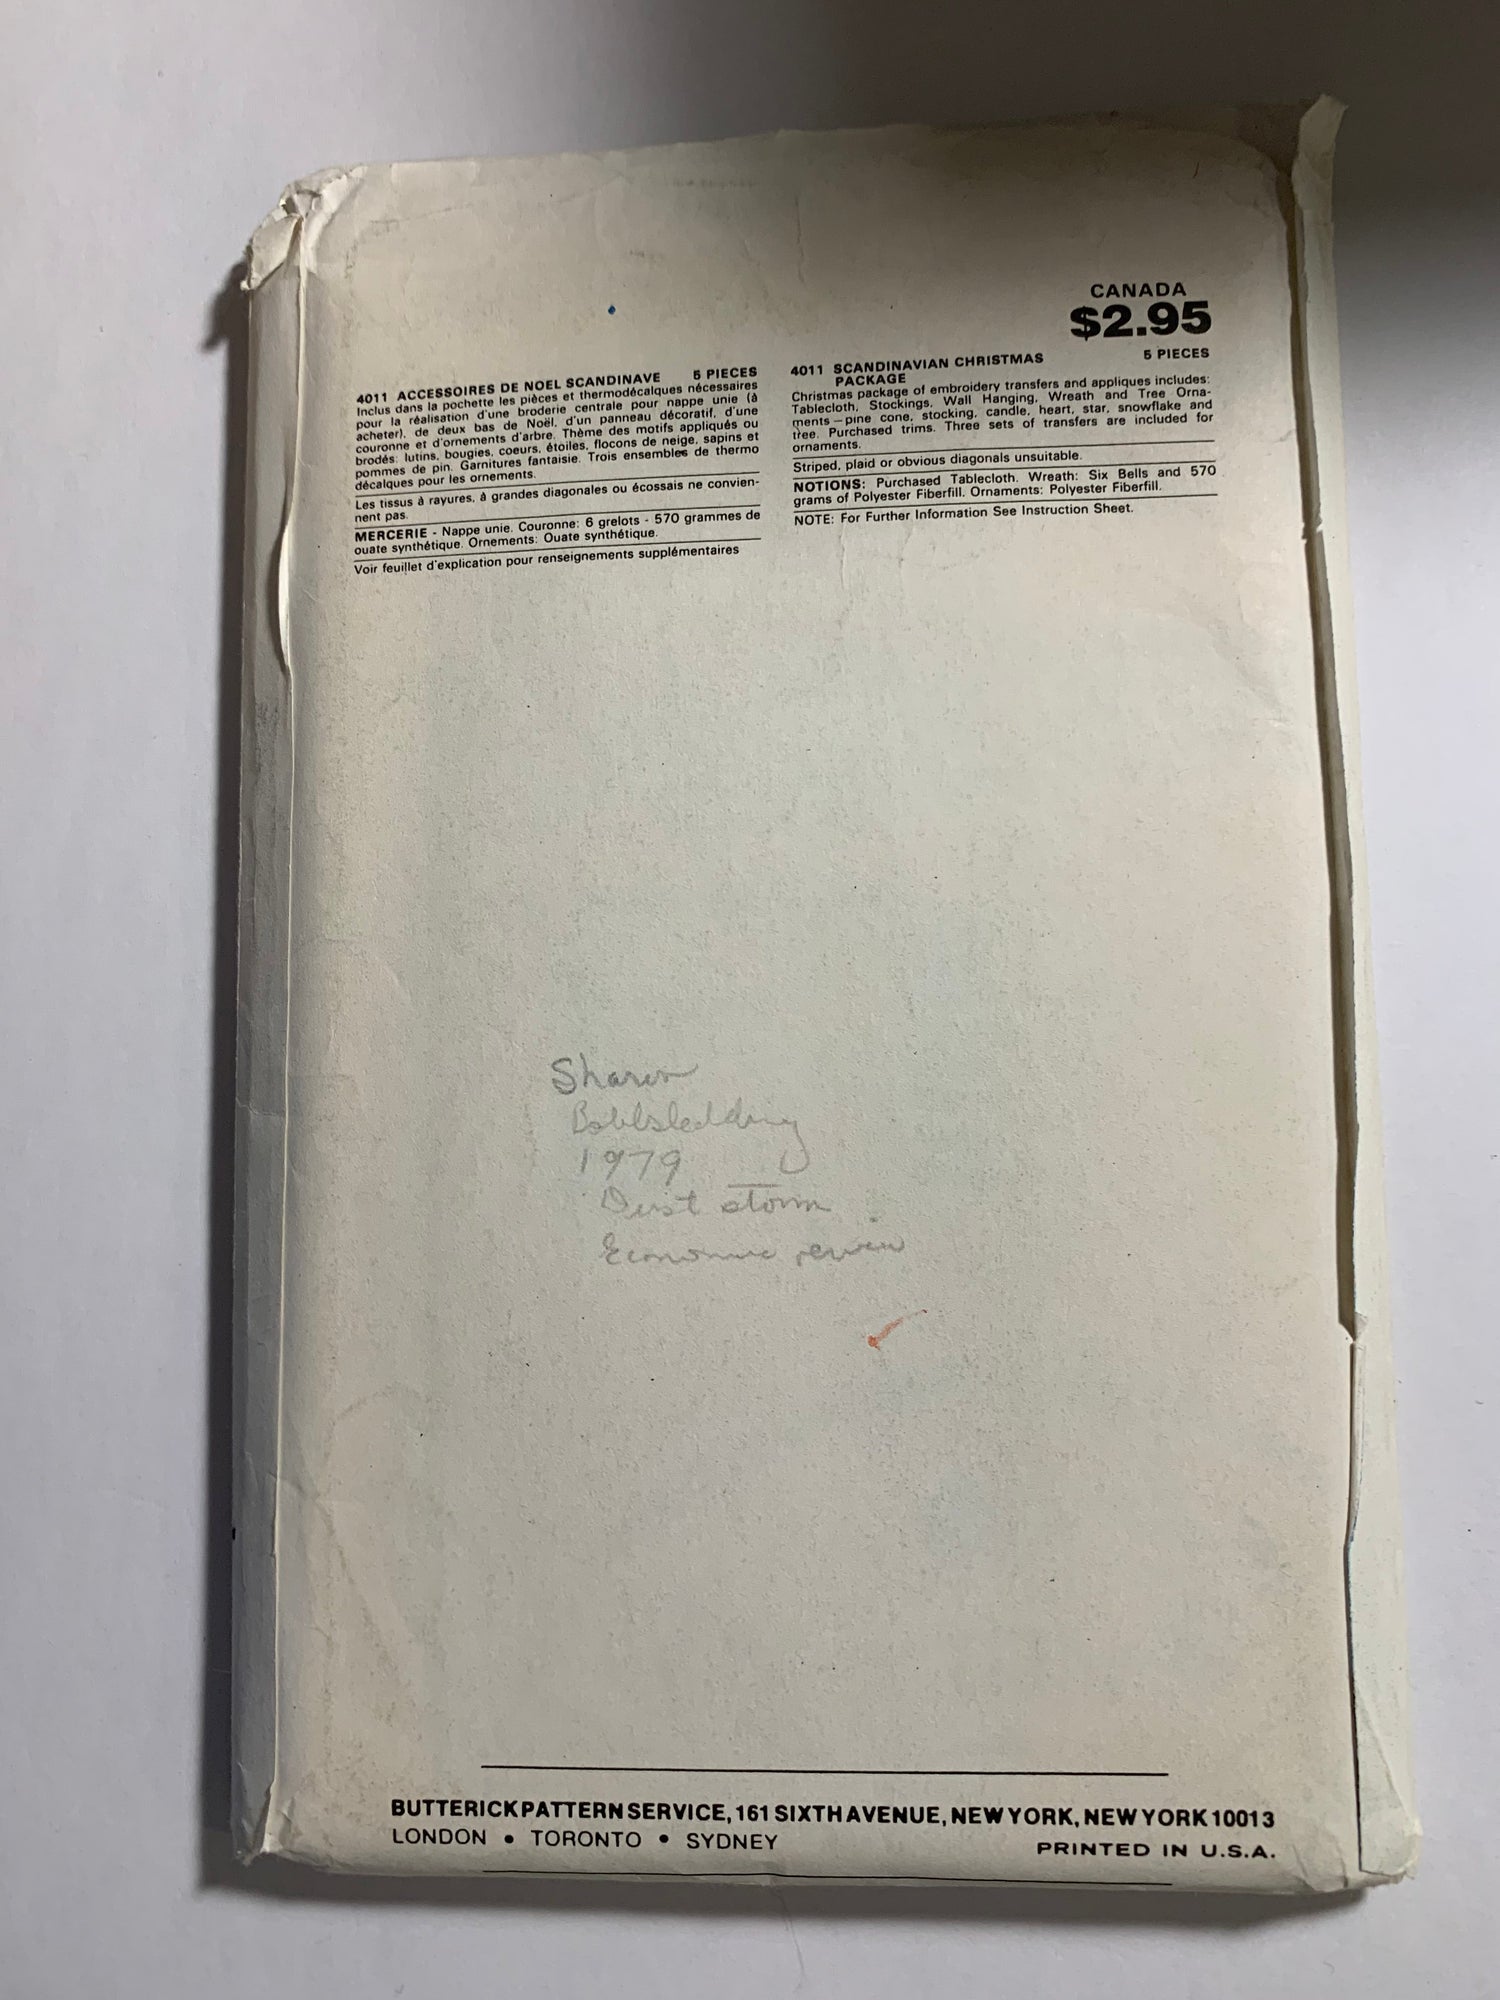 CANADA
$2.95
4011 ACCESSOIRES DE NOEL SCANDINAVE 5 PIECES
Inclus dans la pochette les pièces et thermodécalques nécessaires
pour la réalisation d'une broderie centrale pour nappe unie (à
acheter), de deux bas de Noël, d'un panneau décoratif, d'une
couronne et d'ornements d'arbre. Thème des motifs appliqués ou
brodés: lutins, bougies, coeurs, étoiles, flocons de neige, sapins et
pommes de pin. Garnitures fantaisie. Trois ensembles de thermo
décalques pour les ornements.
Les tissus à rayures, à grandes diagonales ou écossais ne convien-
nent pas.
MERCERIE - Nappe unie. Couronne: 6 grelots - 570 grammes de
ouate synthétique. Ornements: Ouate synthétique.
Voir feuillet d'explication pour renseignements supplémentaires
4011 SCANDINAVIAN CHRISTMAS 5 PIECES
PACKAGE
Christmas package of embroidery transfers and appliques includes:
Tablecloth, Stockings, Wall Hanging, Wreath and Tree Orna-
ments — pine cone, stocking, candle, heart, star, snowflake and
tree. Purchased trims. Three sets of transfers are included for
ornaments.
Striped, plaid or obvious diagonals unsuitable.
NOTIONS: Purchased Tablecloth. Wreath: Six Bells and 570
grams of Polyester Fiberfill. Ornaments: Polyester Fiberfill.
NOTE: For Further Information See Instruction Sheet.
Sharon
Bobbsledding
1979
Dust storm
Economic
BUTTERICK PATTERN SERVICE, 161 SIXTH AVENUE, NEW YORK, NEW YORK 10013
LONDON • TORONTO • SYDNEY
PRINTED IN U.S.A.